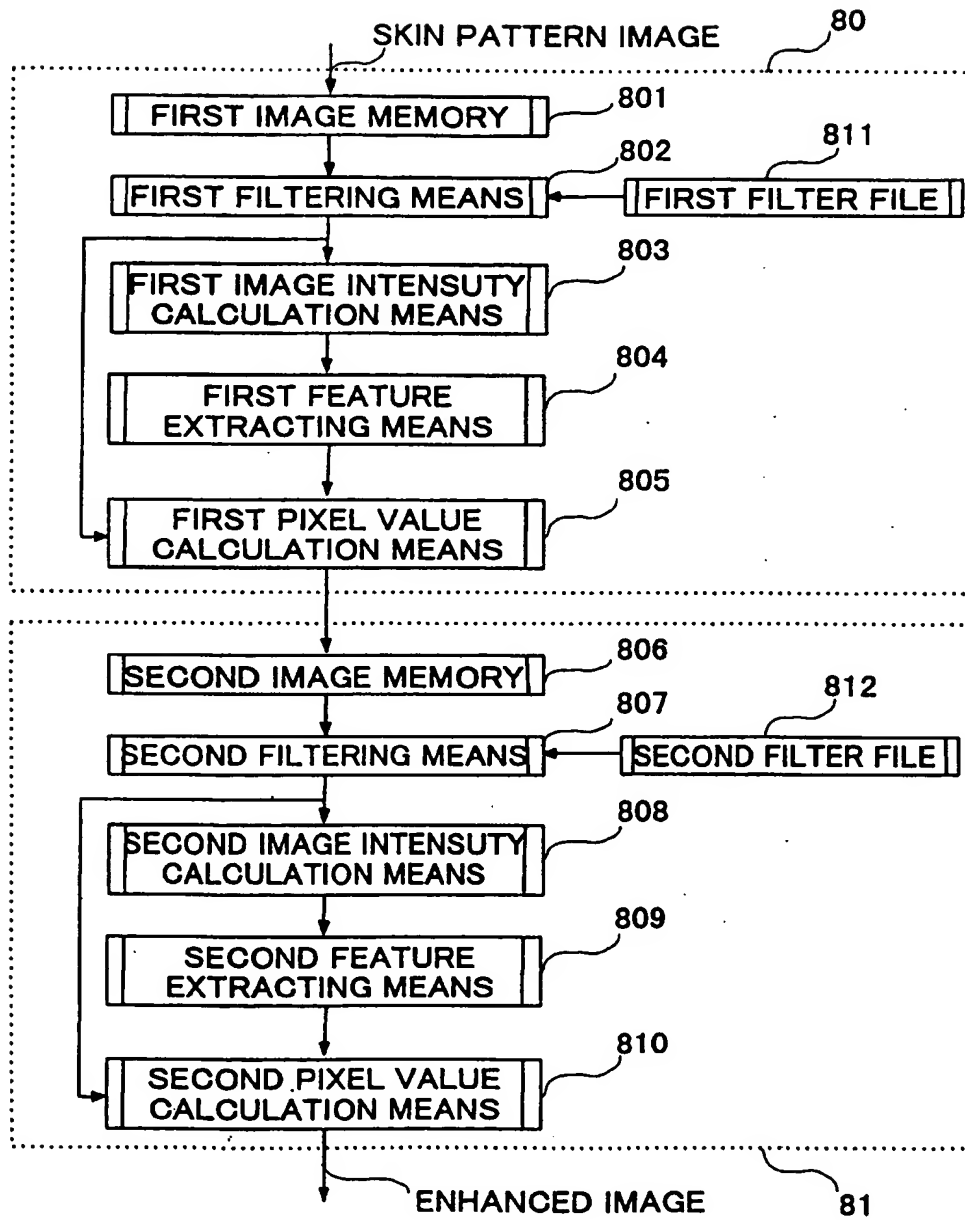 SKIN PATTERN IMAGE
80
FIRST IMAGE MEMORY
801
FIRST FILTERING MEANS
802
FIRST FILTER FILE
811
FIRST IMAGE INTENSUTY
CALCULATION MEANS
803
FIRST FEATURE
EXTRACTING MEANS
804
FIRST PIXEL VALUE
CALCULATION MEANS
805
SECOND IMAGE MEMORY
806
SECOND FILTERING MEANS
807
SECOND FILTER FILE
812
SECOND IMAGE INTENSUTY
CALCULATION MEANS
808
SECOND FEATURE
EXTRACTING MEANS
809
SECOND PIXEL VALUE
CALCULATION MEANS
810
ENHANCED IMAGE
81